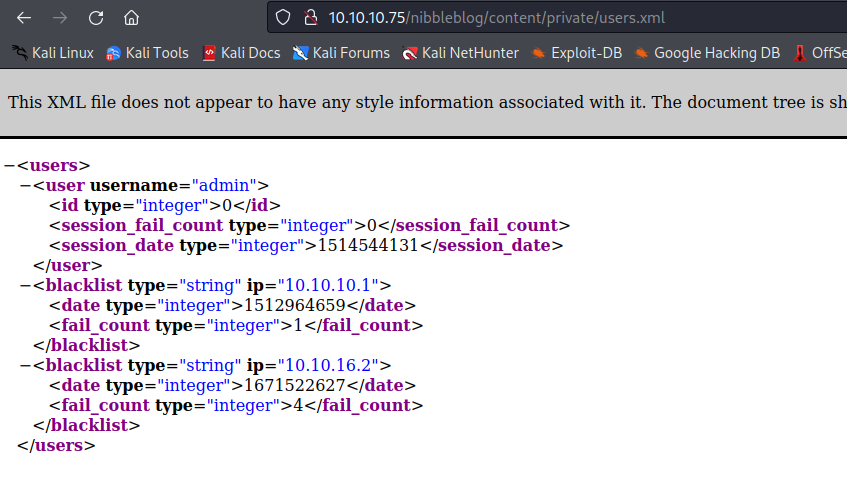 10.10.10.75/nibbleblog/content/private/users.xml
Kali Linux Kali Tools Kali Docs Kali Forums Kali NetHunter Exploit-DB Google Hacking DB OffSe
This XML file does not appear to have any style information associated with it. The document tree is sh
−<users>
−<user username="admin">
<id type="integer">0</id>
<session_fail_count type="integer">0</session_fail_count>
<session_date type="integer">1514544131</session_date>
</user>
−<blacklist type="string" ip="10.10.10.1">
<date type="integer">1512964659</date>
<fail_count type="integer">1</fail_count>
</blacklist>
−<blacklist type="string" ip="10.10.16.2">
<date type="integer">1671522627</date>
<fail_count type="integer">4</fail_count>
</blacklist>
</users>